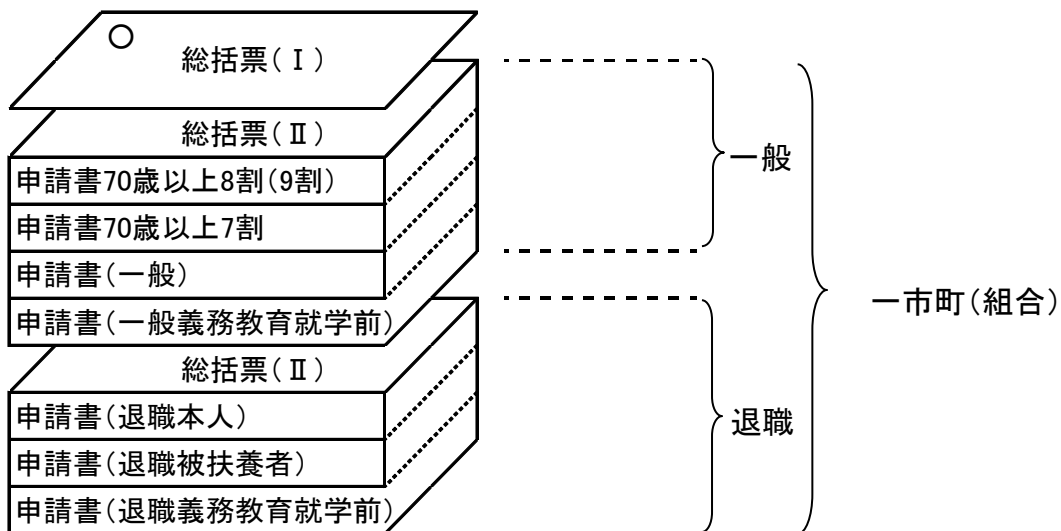 総括票(Ⅰ)
総括票(Ⅱ)
申請書70歳以上8割(9割)
申請書70歳以上7割
申請書(一般)
申請書(一般義務教育就学前)
総括票(Ⅱ)
申請書(退職本人)
申請書(退職被扶養者)
申請書(退職義務教育就学前)
一般
退職
一市町(組合)